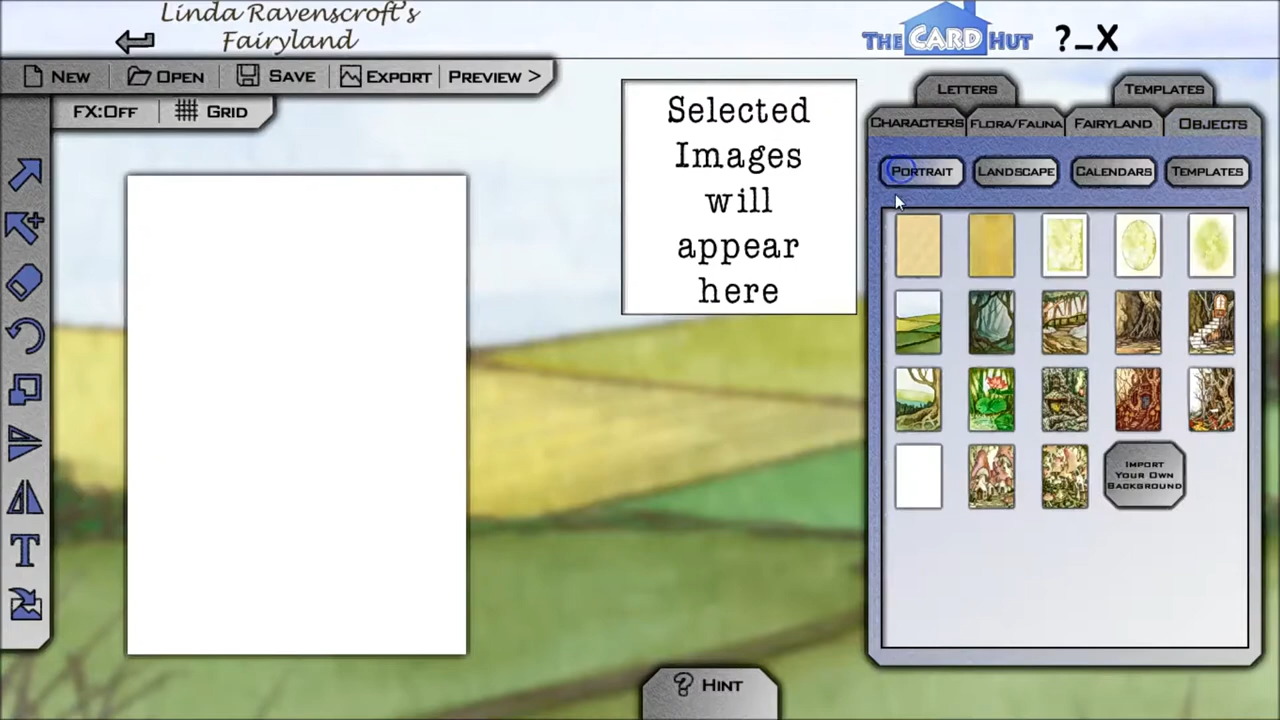 Linda Ravenscroft's
Fairyland
THE CARD HUT
?_X
NEW
OPEN
SAVE
EXPORT
PREVIEW >
FX:OFF
GRID
Selected
Images
will
appear
here
LETTERS
TEMPLATES
CHARACTERS
FLORA/FAUNA
FAIRYLAND
OBJECTS
PORTRAIT
LANDSCAPE
CALENDARS
TEMPLATES
IMPORT
YOUR OWN
BACKGROUND
T
? HINT